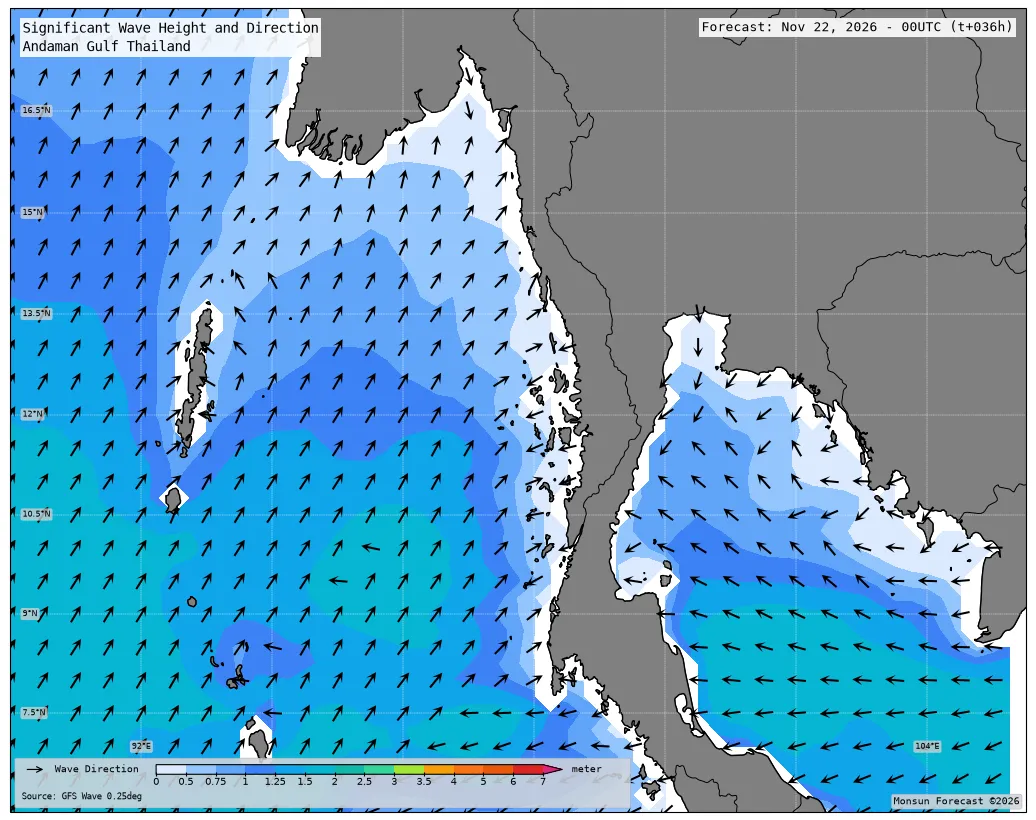 Significant Wave Height and Direction
Andaman Gulf Thailand
Forecast: Nov 22, 2026 - 00UTC (t+036h)
16.5°N
15°N
13.5°N
12°N
10.5°N
9°N
7.5°N
92°E
104°E
Wave Direction
0.5 0.75 1 1.25 1.5 2 2.5 3 3.5 4 5 6 7 meter
Source: GFS Wave 0.25deg
Monsun Forecast ©2026